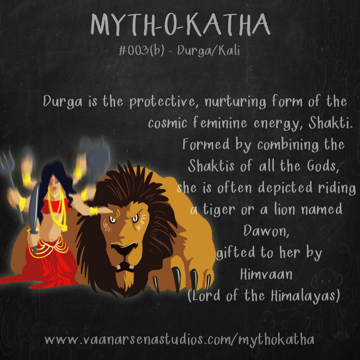 MYTH-O-KATHA
#003(b) - Durga/Kali
Durga is the protective, nurturing form of the
cosmic feminine energy, Shakti.
Formed by combining the
Shaktis of all the Gods,
she is often depicted riding
a tiger or a lion named
Dawon,
gifted to her by
Himvaan
(Lord of the Himalayas)
www.vaanarsenastudios.com/mythokatha